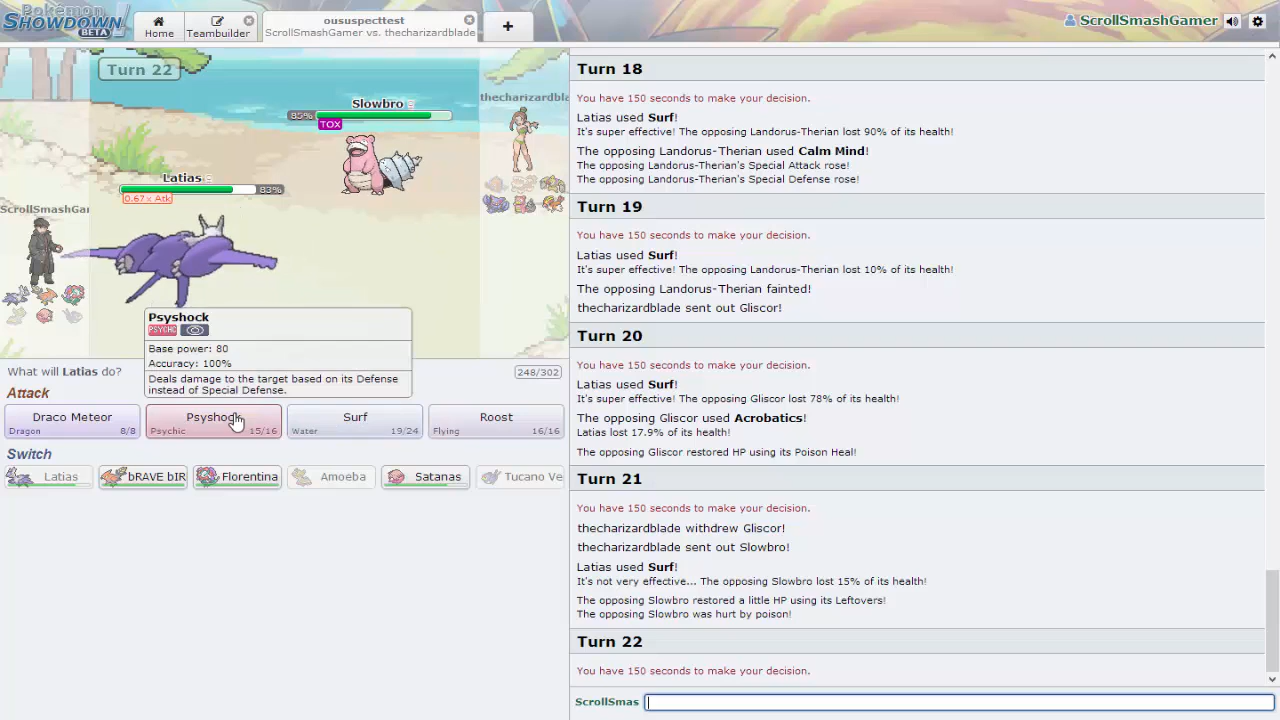 Pokémon
Showdown!
BETA
Home
Teambuilder
oususpecttest
ScrollSmashGamer vs. thecharizardblade
+
ScrollSmashGamer
Turn 22
thecharizardbla
Slowbro
85%
TOX
Latias
83%
0.67x Atk
ScrollSmashGar
Psyshock
PSYCHC
Base power: 80
Accuracy: 100%
Deals damage to the target based on its Defense
instead of Special Defense.
What will Latias do?
248/302
Attack
Draco Meteor
Dragon 8/8
Psyshock
Psychic 15/16
Surf
Water 19/24
Roost
Flying 16/16
Switch
Latias
bRAVE bIR
Florentina
Amoeba
Satanas
Tucano Ve
Turn 18
You have 150 seconds to make your decision.
Latias used Surf!
It's super effective! The opposing Landorus-Therian lost 90% of its health!
The opposing Landorus-Therian used Calm Mind!
The opposing Landorus-Therian's Special Attack rose!
The opposing Landorus-Therian's Special Defense rose!
Turn 19
You have 150 seconds to make your decision.
Latias used Surf!
It's super effective! The opposing Landorus-Therian lost 10% of its health!
The opposing Landorus-Therian fainted!
thecharizardblade sent out Gliscor!
Turn 20
You have 150 seconds to make your decision.
Latias used Surf!
It's super effective! The opposing Gliscor lost 78% of its health!
The opposing Gliscor used Acrobatics!
Latias lost 17.9% of its health!
The opposing Gliscor restored HP using its Poison Heal!
Turn 21
You have 150 seconds to make your decision.
thecharizardblade withdrew Gliscor!
thecharizardblade sent out Slowbro!
Latias used Surf!
It's not very effective... The opposing Slowbro lost 15% of its health!
The opposing Slowbro restored a little HP using its Leftovers!
The opposing Slowbro was hurt by poison!
Turn 22
You have 150 seconds to make your decision.
ScrollSmas